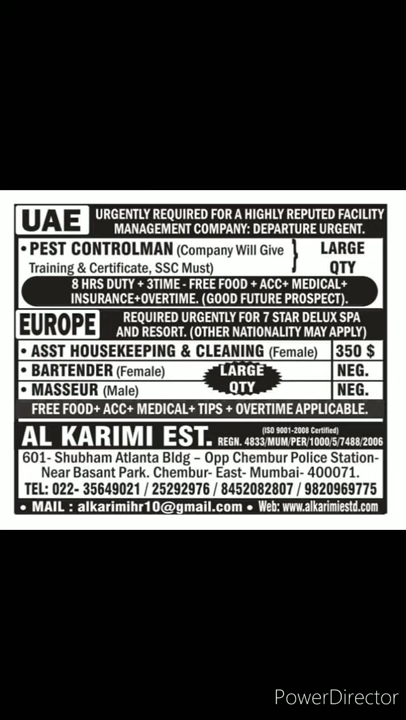 UAE
URGENTLY REQUIRED FOR A HIGHLY REPUTED FACILITY
MANAGEMENT COMPANY: DEPARTURE URGENT.
• PEST CONTROLMAN (Company Will Give
Training & Certificate, SSC Must)
LARGE
QTY
8 HRS DUTY + 3TIME - FREE FOOD + ACC+ MEDICAL+
INSURANCE+OVERTIME. (GOOD FUTURE PROSPECT).
EUROPE
REQUIRED URGENTLY FOR 7 STAR DELUX SPA
AND RESORT. (OTHER NATIONALITY MAY APPLY)
• ASST HOUSEKEEPING & CLEANING (Female) 350 $
• BARTENDER (Female) NEG.
• MASSEUR (Male) NEG.
LARGE
QTY
FREE FOOD+ ACC+ MEDICAL+ TIPS + OVERTIME APPLICABLE.
AL KARIMI EST.
(ISO 9001-2008 Certified)
REGN. 4833/MUM/PER/1000/5/7488/2006
601- Shubham Atlanta Bldg – Opp Chembur Police Station-
Near Basant Park. Chembur- East- Mumbai- 400071.
TEL: 022- 35649021 / 25292976 / 8452082807 / 9820969775
• MAIL : alkarimihr10@gmail.com • Web: www.alkarimiestd.com
PowerDirector